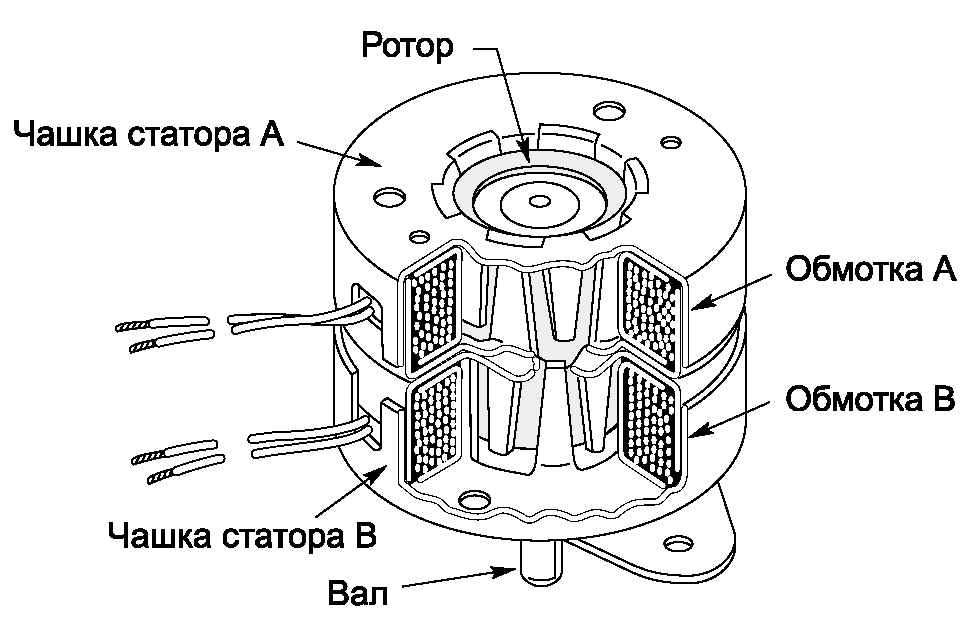 Ротор
Чашка статора А
Обмотка А
Обмотка В
Чашка статора В
Вал